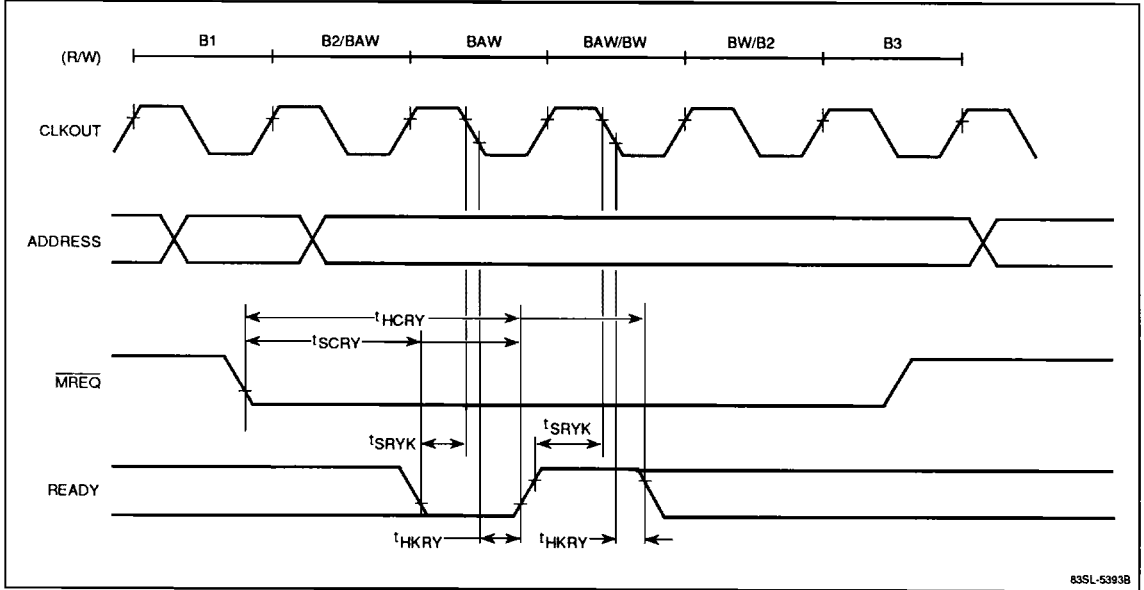 B1 B2/BAW BAW BAW/BW BW/B2 B3
(R/W)
CLKOUT
ADDRESS
tHCRY
tSCRY
MREQ
tSRYK tSRYK
READY
tHKRY tHKRY
83SL-5393B